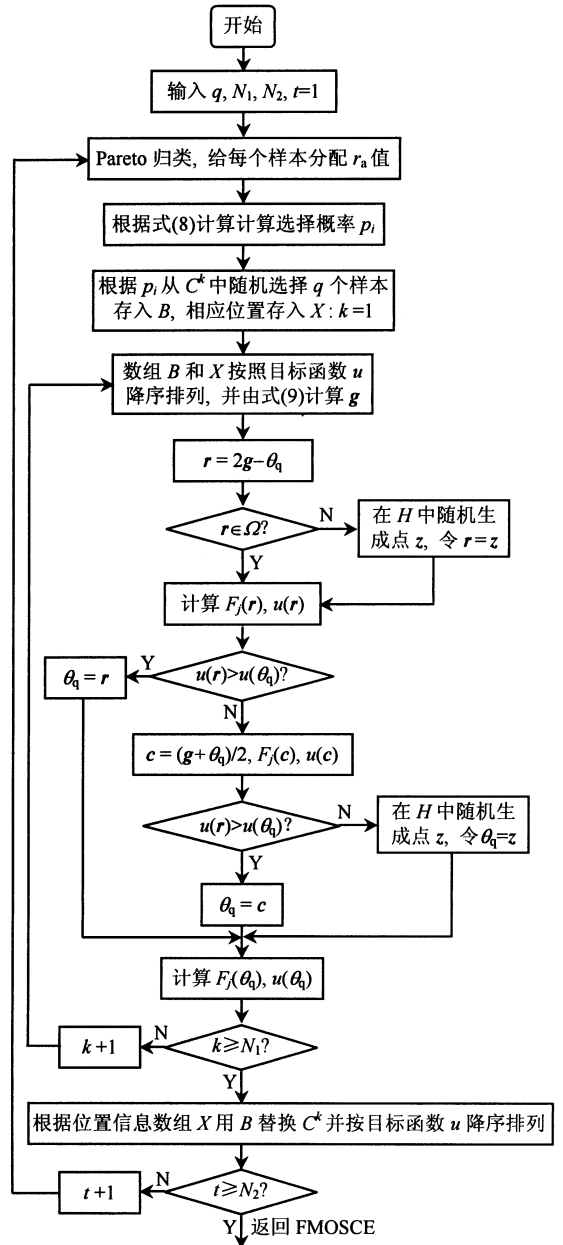 开始
输入 q, N₁, N₂, t=1
Pareto 归类, 给每个样本分配 rₐ 值
根据式(8)计算计算选择概率 pᵢ
根据 pᵢ 从 Cᵏ 中随机选择 q 个样本
存入 B, 相应位置存入 X: k=1
数组 B 和 X 按照目标函数 u
降序排列, 并由式(9)计算 g
r = 2g−θq
r∈Ω?
N
在 H 中随机生
成点 z, 令 r = z
Y
计算 Fⱼ(r), u(r)
u(r)>u(θq)?
Y
θq = r
N
c = (g+θq)/2, Fⱼ(c), u(c)
u(r)>u(θq)?
N
在 H 中随机生
成点 z, 令 θq=z
Y
θq = c
计算 Fⱼ(θq), u(θq)
k≥N₁?
N
k+1
Y
根据位置信息数组 X 用 B 替换 Cᵏ 并按目标函数 u 降序排列
t≥N₂?
N
t+1
Y 返回 FMOSCE